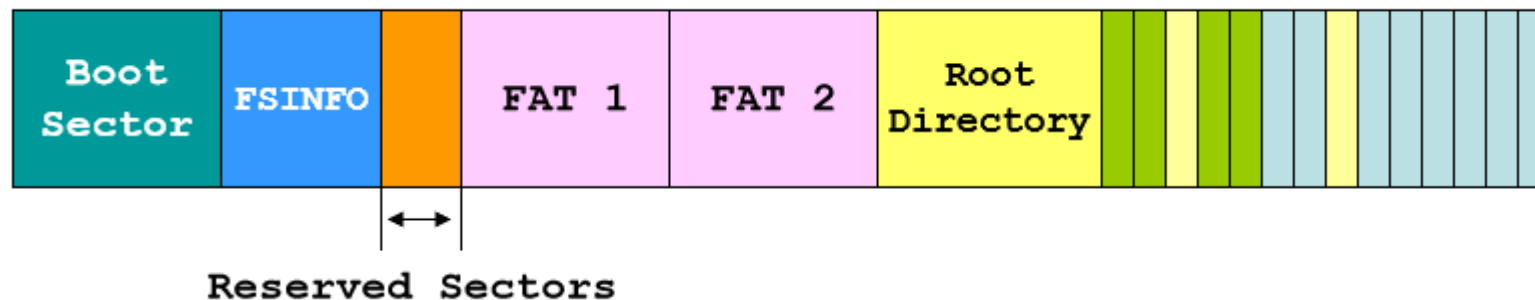 Boot
Sector
FSINFO
FAT 1
FAT 2
Root
Directory
Reserved Sectors